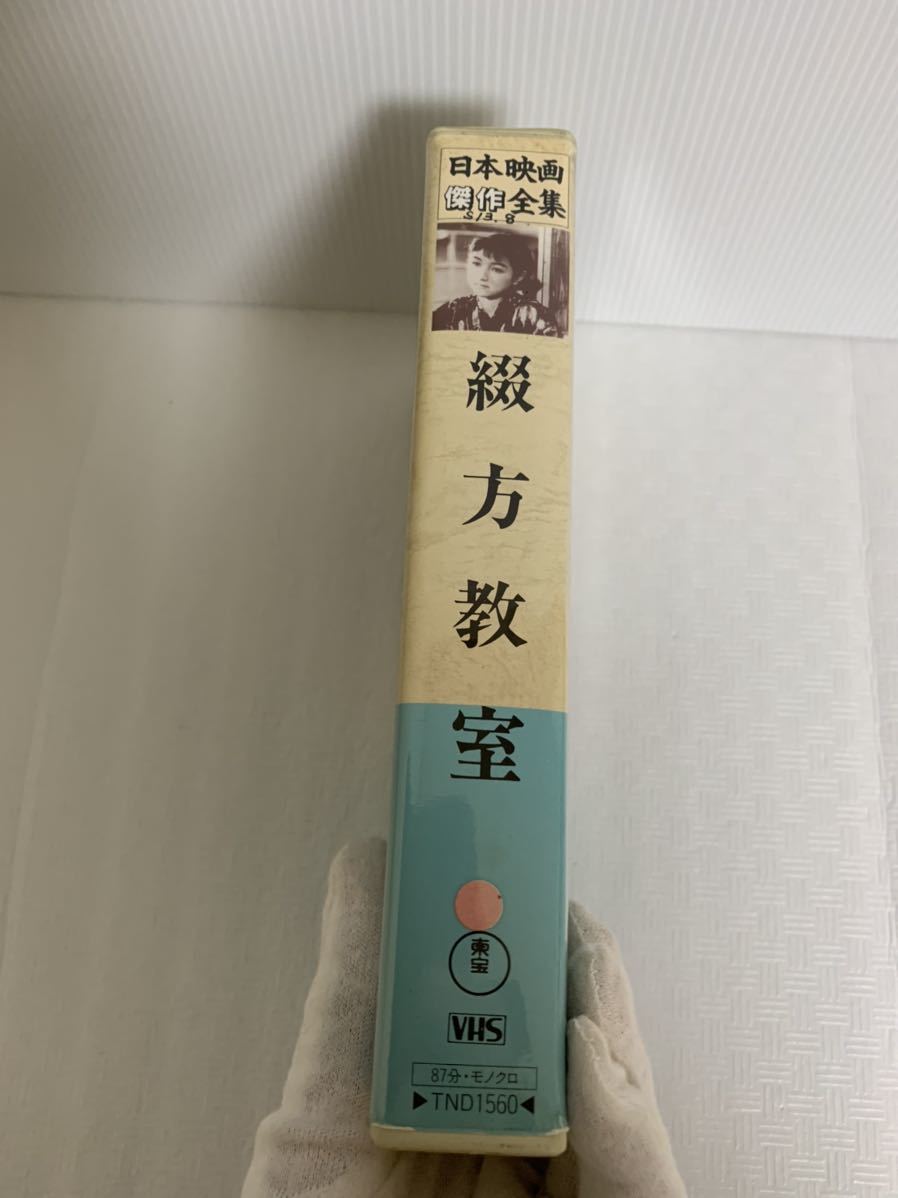 日本映画
傑作全集
S13.8
綴方教室
東宝
VHS
87分・モノクロ
▶TND1560◀